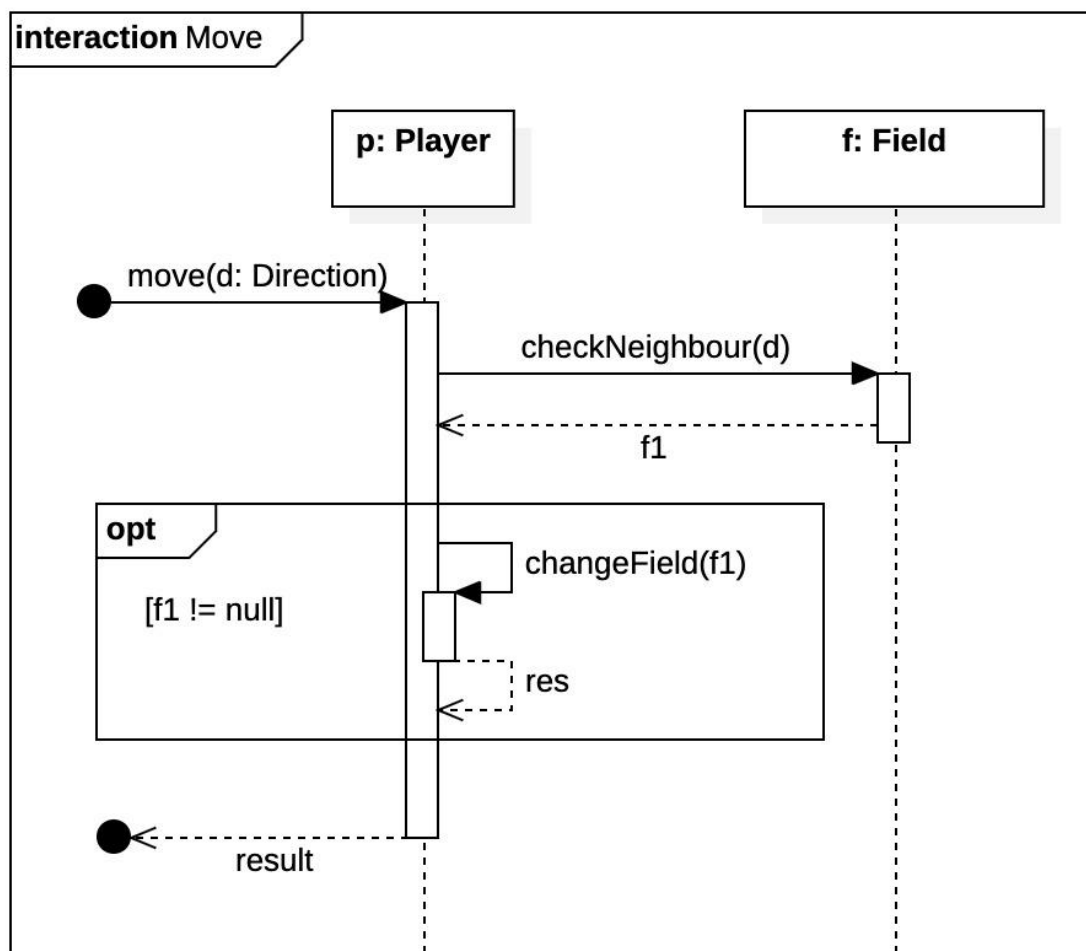 interaction Move
p: Player
f: Field
move(d: Direction)
checkNeighbour(d)
f1
opt
changeField(f1)
[f1 != null]
res
result